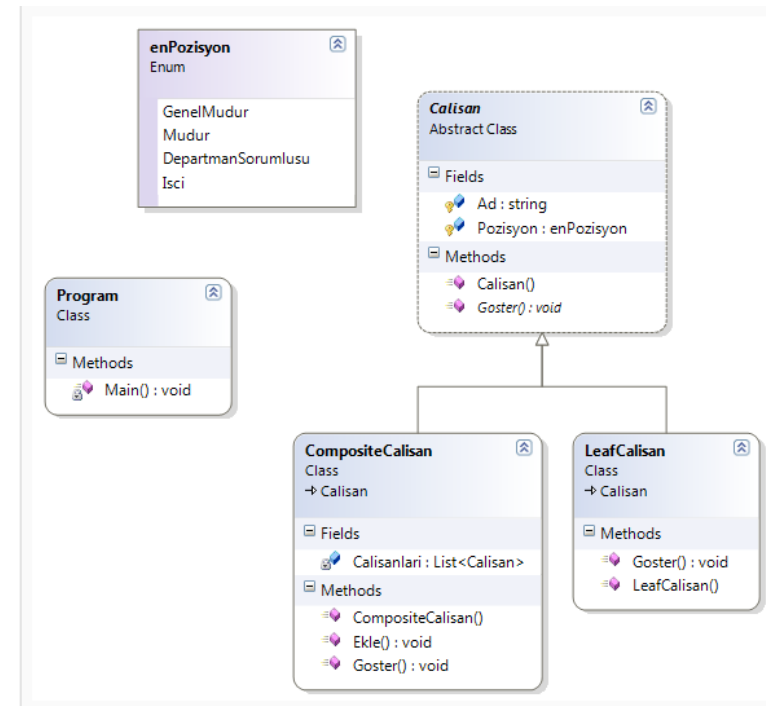 enPozisyon
Enum
GenelMudur
Mudur
DepartmanSorumlusu
Isci
Calisan
Abstract Class
Fields
Ad : string
Pozisyon : enPozisyon
Methods
Calisan()
Goster() : void
Program
Class
Methods
Main() : void
CompositeCalisan
Class
Calisan
Fields
Calisanlari : List<Calisan>
Methods
CompositeCalisan()
Ekle() : void
Goster() : void
LeafCalisan
Class
Calisan
Methods
Goster() : void
LeafCalisan()